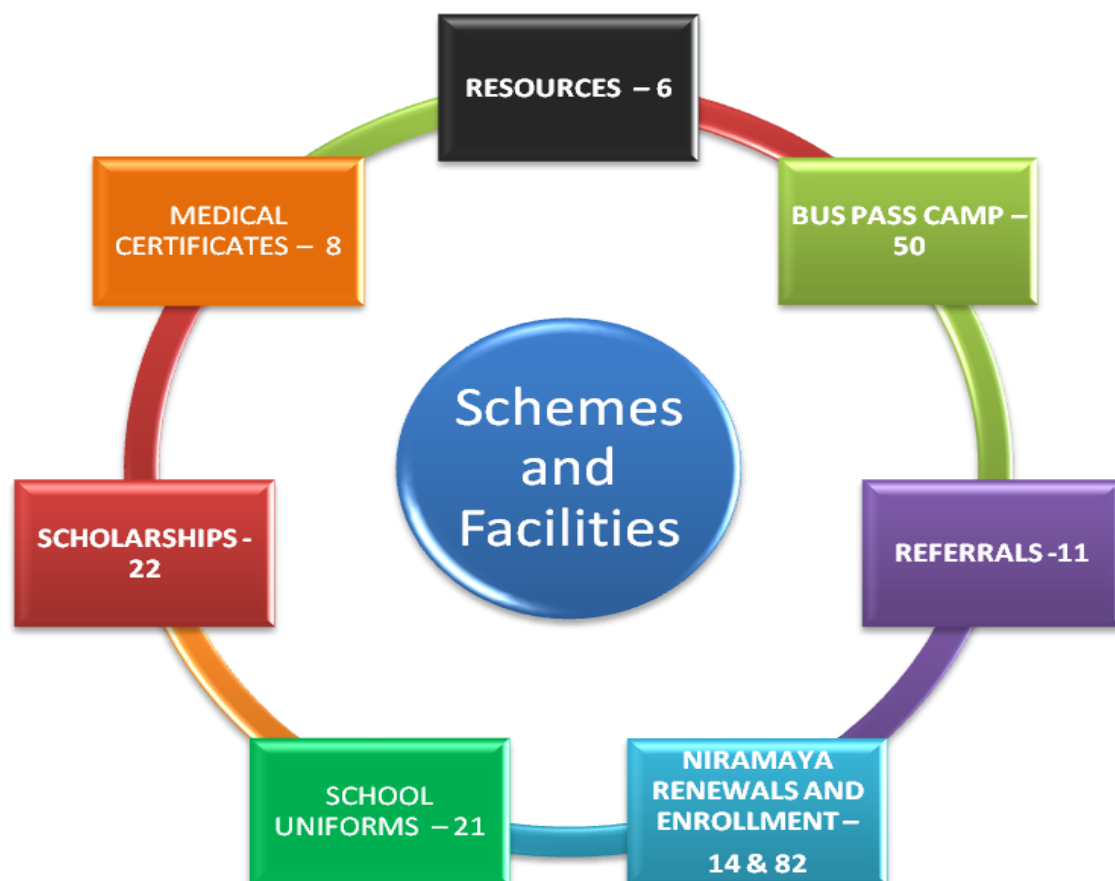 RESOURCES – 6
BUS PASS CAMP –
50
REFERRALS -11
NIRAMAYA
RENEWALS AND
ENROLLMENT –
14 & 82
SCHOOL
UNIFORMS – 21
SCHOLARSHIPS -
22
MEDICAL
CERTIFICATES – 8
Schemes
and
Facilities